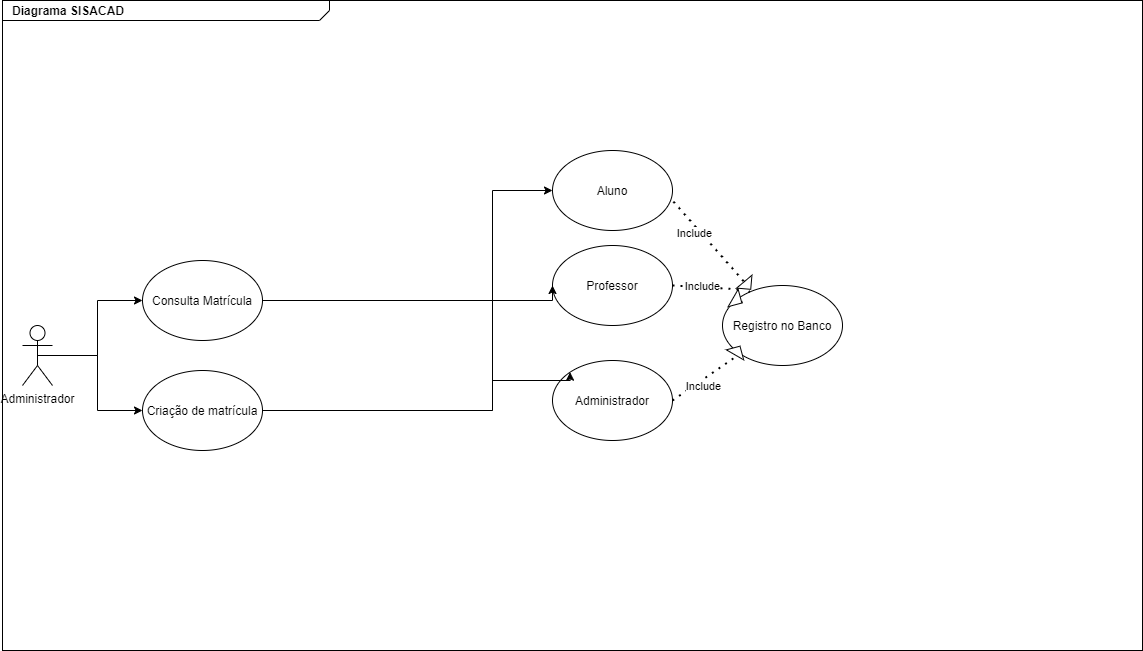 Diagrama SISACAD
Aluno
Include
Professor
Include
Consulta Matrícula
Registro no Banco
Administrador
Include
Administrador
Criação de matrícula